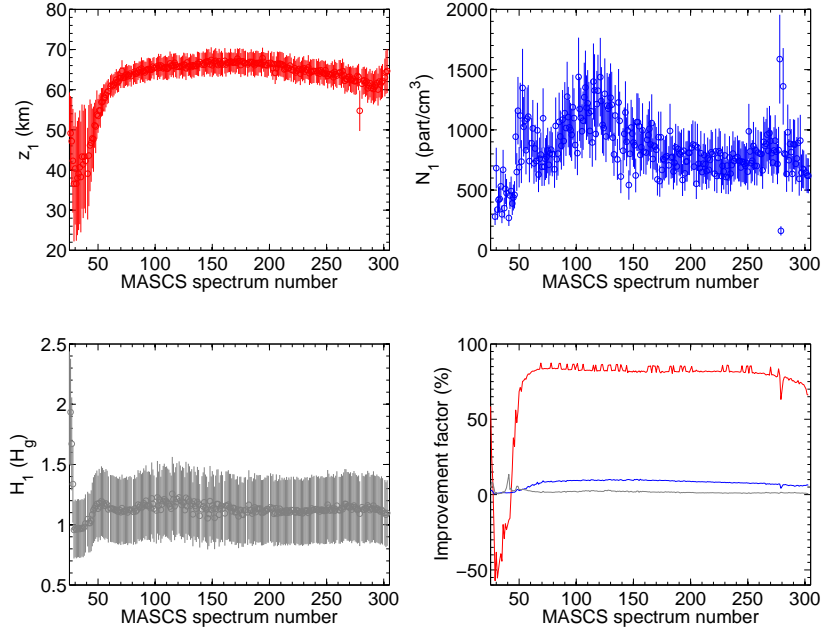 70
60
50
40
30
20
z₁ (km)
50 100 150 200 250 300
MASCS spectrum number
2000
1500
1000
500
0
N₁ (part/cm³)
50 100 150 200 250 300
MASCS spectrum number
2.5
2
1.5
1
0.5
H₁ (H_g)
50 100 150 200 250 300
MASCS spectrum number
100
50
0
−50
Improvement factor (%)
50 100 150 200 250 300
MASCS spectrum number